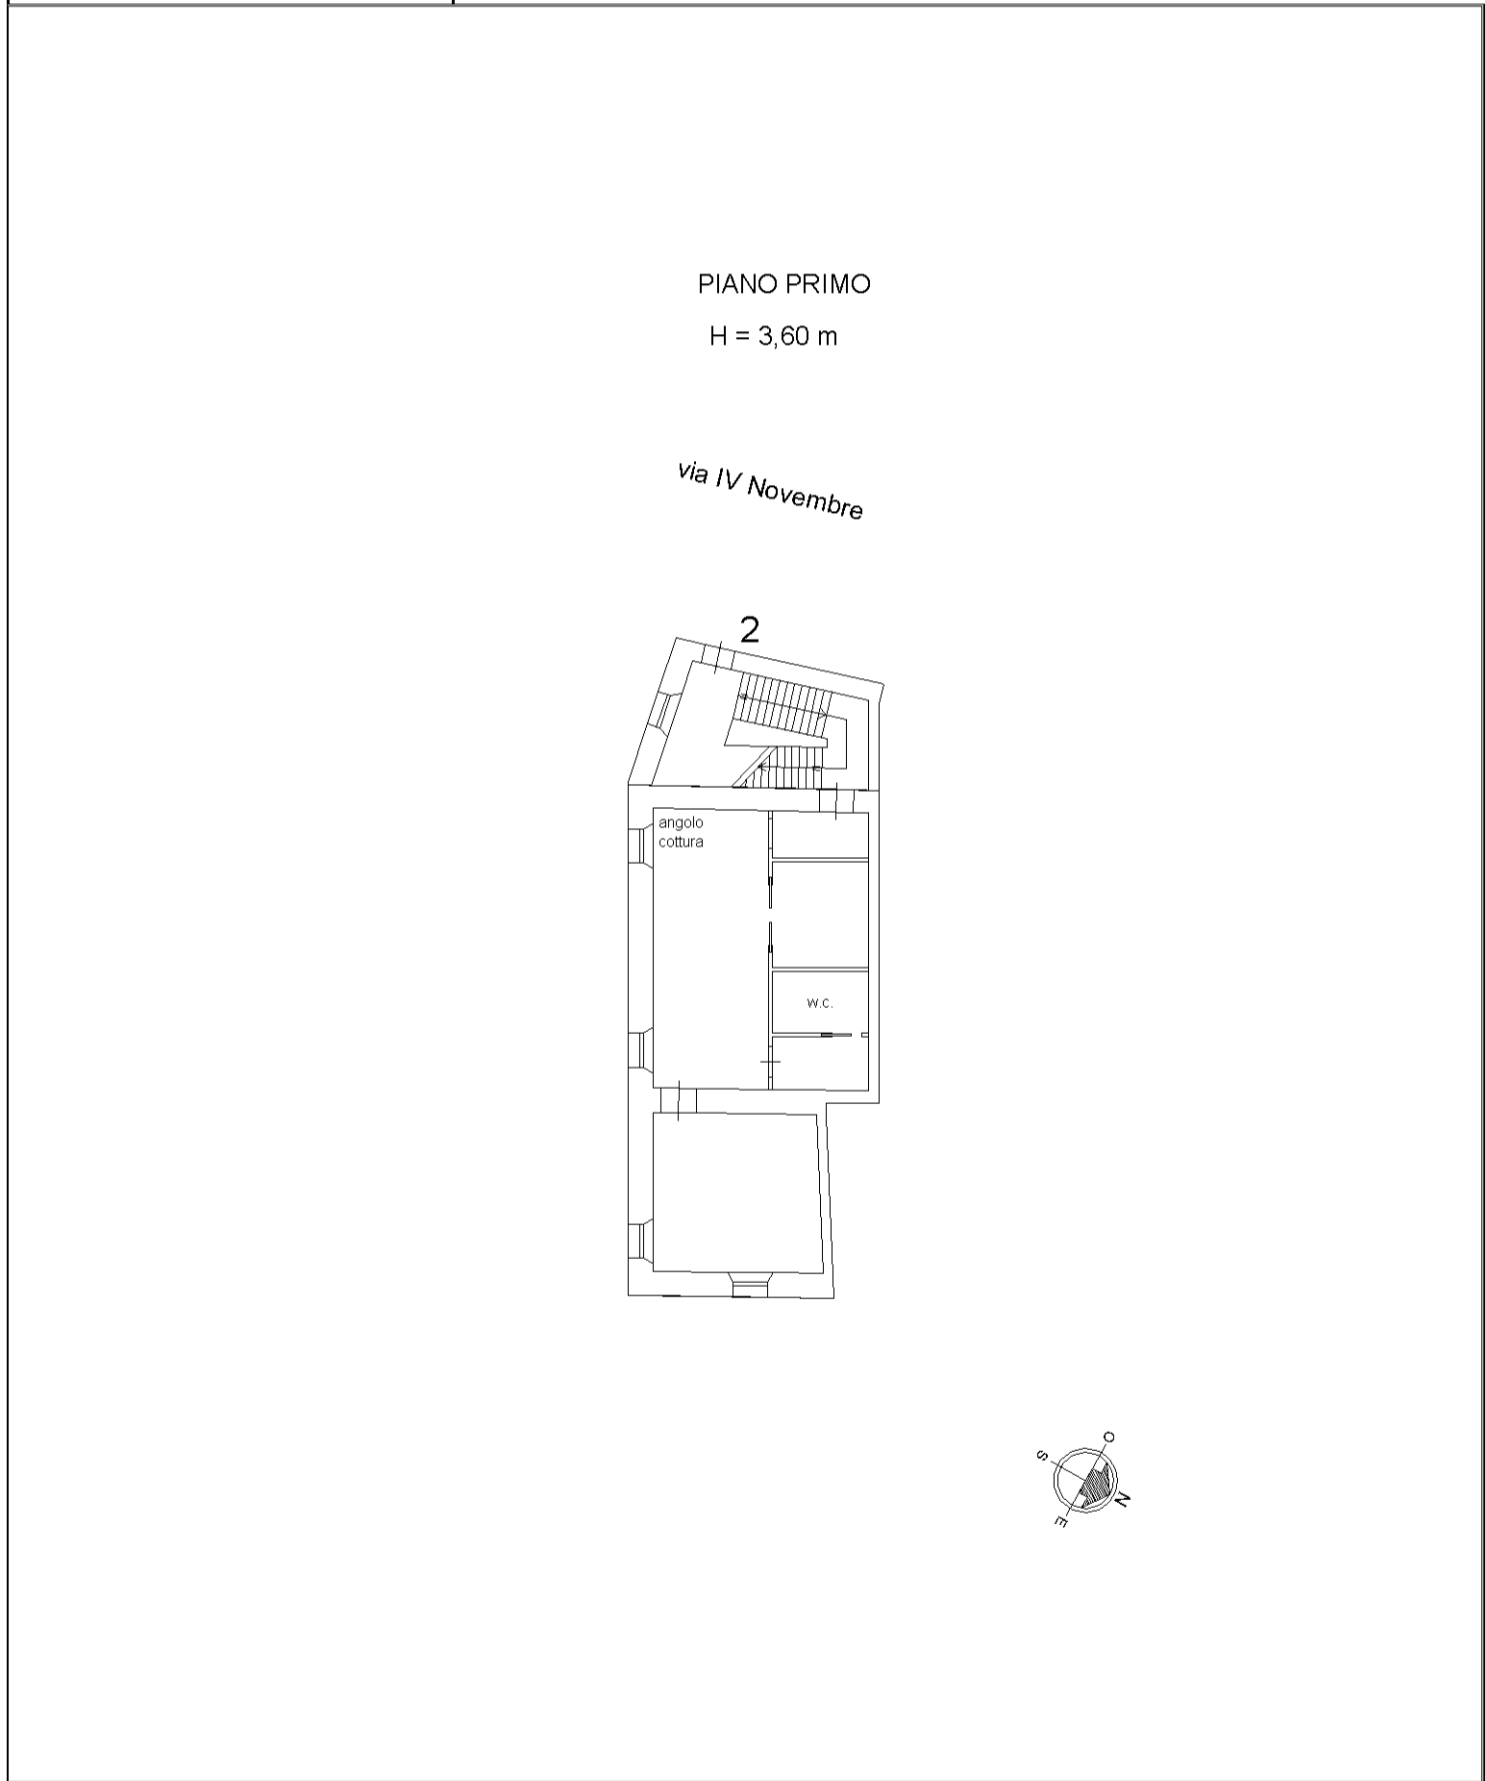 PIANO PRIMO
H = 3,60 m
via IV Novembre
2
angolo
cottura
w.c.
O
S
N
E